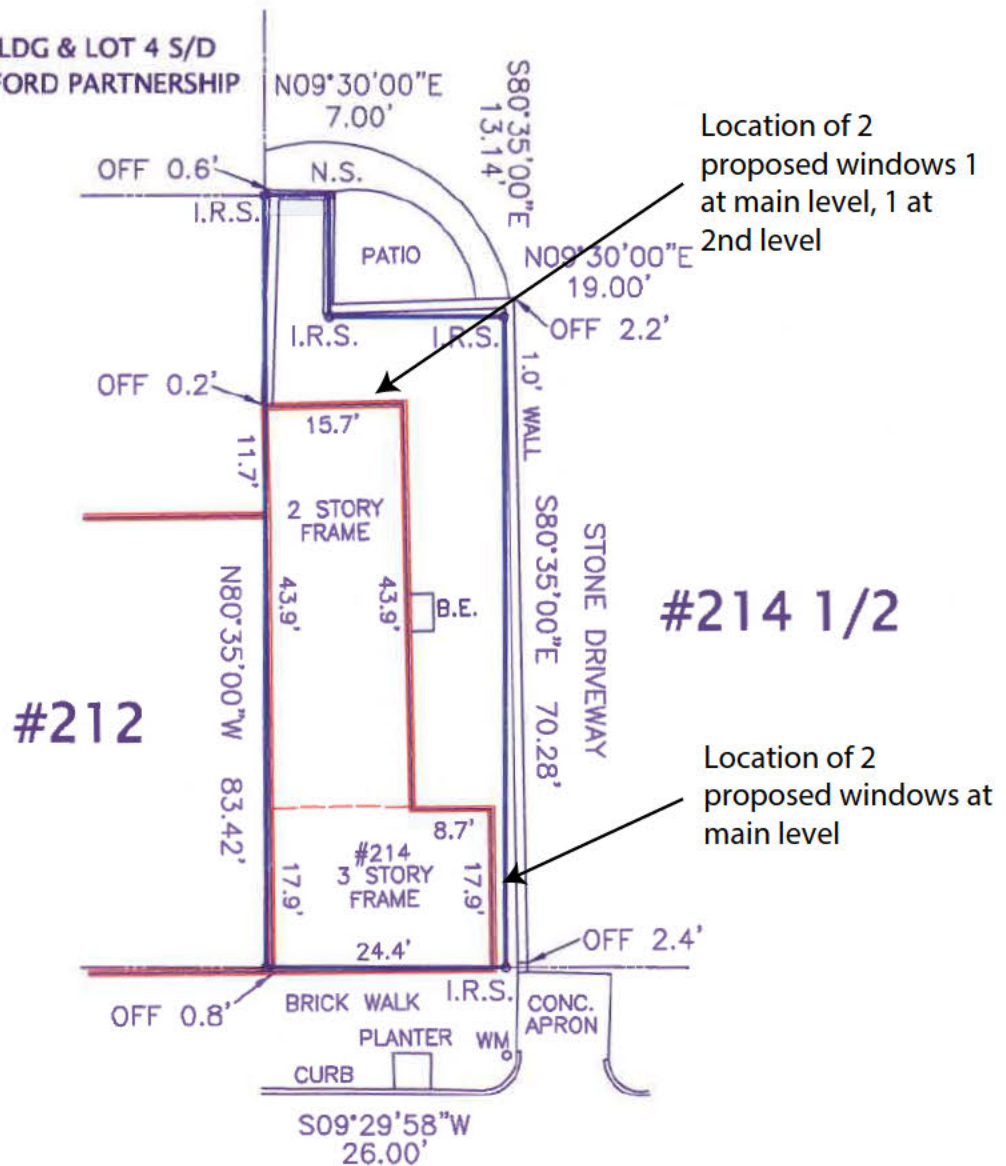 LDG & LOT 4 S/D
FORD PARTNERSHIP
N09°30'00"E
7.00'
S80°35'00"E
13.14'
Location of 2
proposed windows 1
at main level, 1 at
2nd level
OFF 0.6'
N.S.
I.R.S.
PATIO
N09°30'00"E
19.00'
I.R.S.
I.R.S.
OFF 2.2'
OFF 0.2'
1.0' WALL
15.7'
11.7'
2 STORY
FRAME
43.9'
43.9'
B.E.
S80°35'00"E 70.28'
STONE DRIVEWAY
#214 1/2
N80°35'00"W 83.42'
#212
Location of 2
proposed windows at
main level
8.7'
#214
3 STORY
FRAME
17.9'
17.9'
24.4'
OFF 2.4'
OFF 0.8'
BRICK WALK
I.R.S.
CONC.
APRON
PLANTER
WM
CURB
S09°29'58"W
26.00'